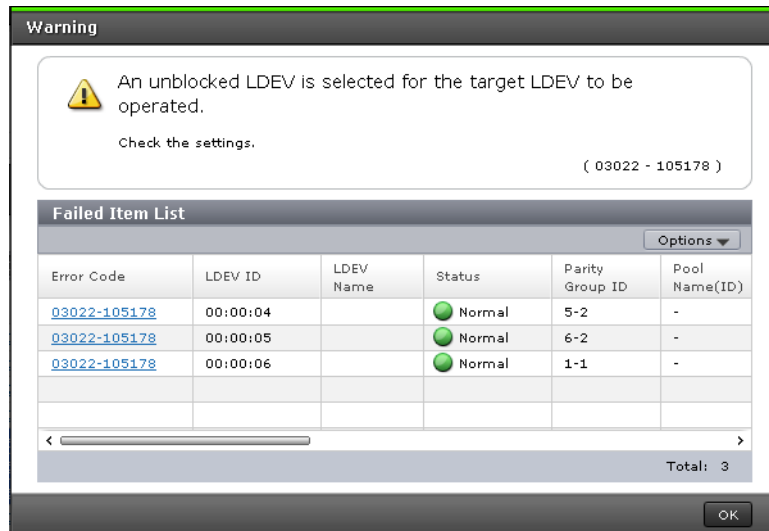 Warning
An unblocked LDEV is selected for the target LDEV to be
operated.
Check the settings.
( 03022 - 105178 )
Failed Item List
Options
Error Code LDEV ID LDEV Name Status Parity Group ID Pool Name(ID)
03022-105178 00:00:04 Normal 5-2 -
03022-105178 00:00:05 Normal 6-2 -
03022-105178 00:00:06 Normal 1-1 -
Total: 3
OK